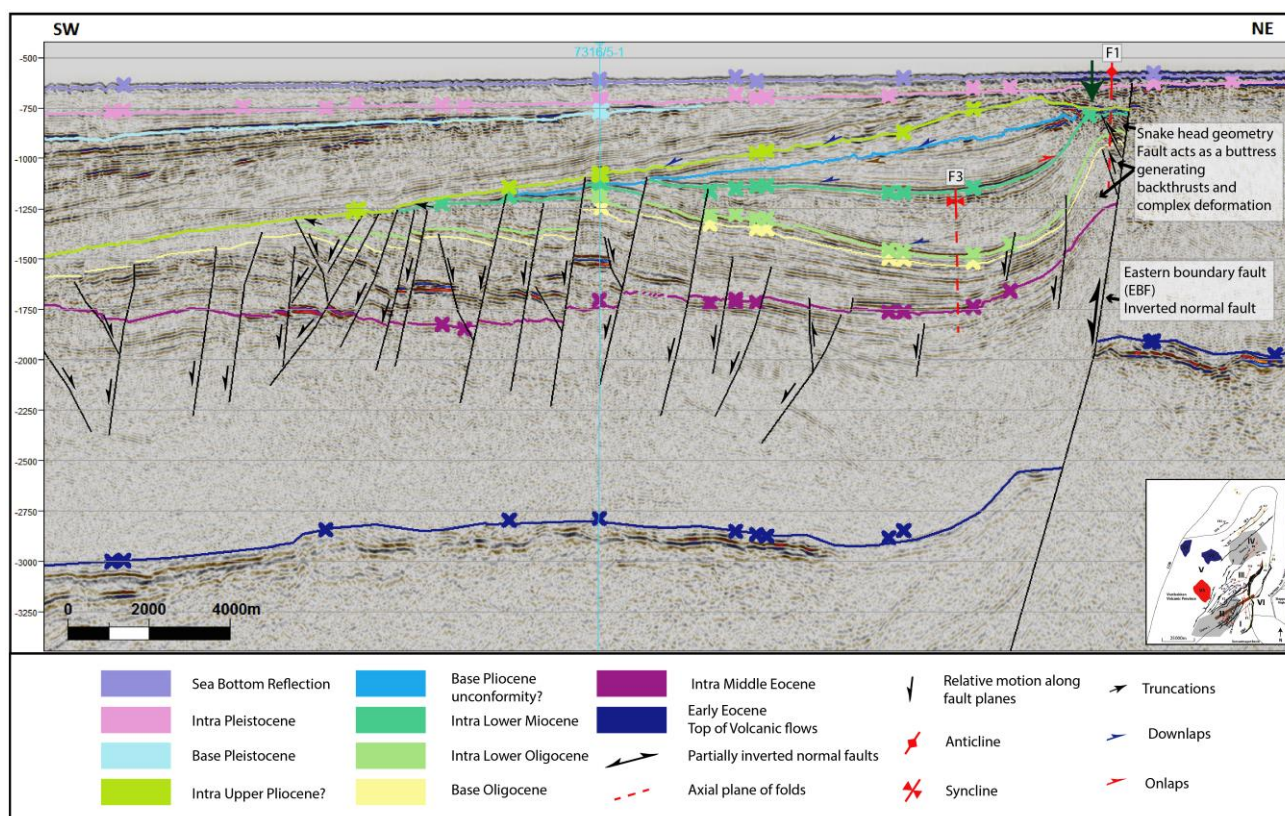 SW
NE
7316/5-1
F1
-500
-750
-1000
-1250
-1500
-1750
-2000
-2250
-2500
-2750
-3000
-3250
Snake head geometry
Fault acts as a buttress
generating
backthrusts and
complex deformation
F3
Eastern boundary fault
(EBF)
Inverted normal fault
0 2000 4000m
IV
V
III
VI
II
I
Sea Bottom Reflection
Intra Pleistocene
Base Pleistocene
Intra Upper Pliocene?
Base Pliocene
unconformity?
Intra Lower Miocene
Intra Lower Oligocene
Base Oligocene
Intra Middle Eocene
Early Eocene
Top of Volcanic flows
Partially inverted normal faults
Axial plane of folds
Relative motion along
fault planes
Anticline
Syncline
Truncations
Downlaps
Onlaps